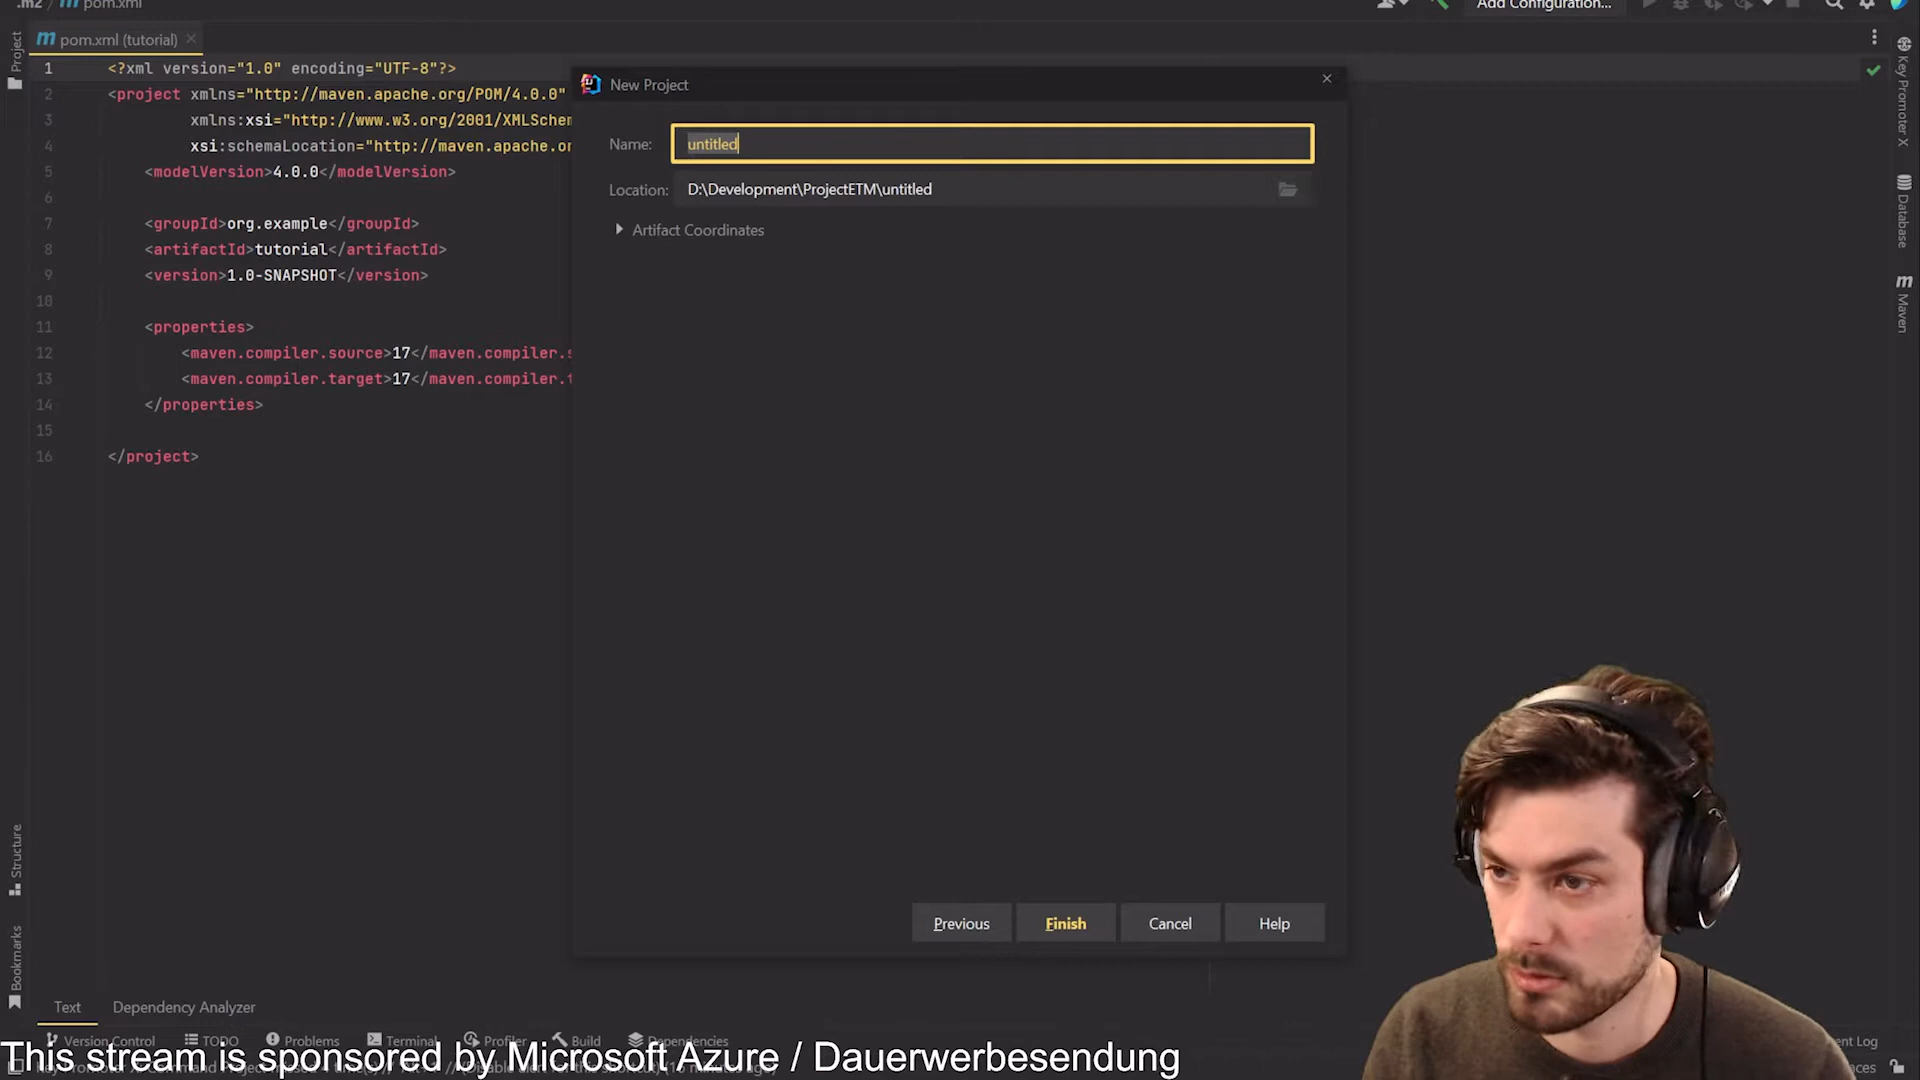 .m2 / m pom.xml
Add Configuration...
m pom.xml (tutorial)
Project
1 <?xml version="1.0" encoding="UTF-8"?>
2 <project xmlns="http://maven.apache.org/POM/4.0.0"
3 xmlns:xsi="http://www.w3.org/2001/XMLSchem
4 xsi:schemaLocation="http://maven.apache.or
5 <modelVersion>4.0.0</modelVersion>
6
7 <groupId>org.example</groupId>
8 <artifactId>tutorial</artifactId>
9 <version>1.0-SNAPSHOT</version>
10
11 <properties>
12 <maven.compiler.source>17</maven.compiler.s
13 <maven.compiler.target>17</maven.compiler.t
14 </properties>
15
16 </project>
New Project
Name: untitled
Location: D:\Development\ProjectETM\untitled
Artifact Coordinates
Previous Finish Cancel Help
Key Promoter X
Database
m Maven
Structure
Bookmarks
Text Dependency Analyzer
Version Control TODO Problems Terminal Profiler Build Dependencies
ent Log
This stream is sponsored by Microsoft Azure / Dauerwerbesendung